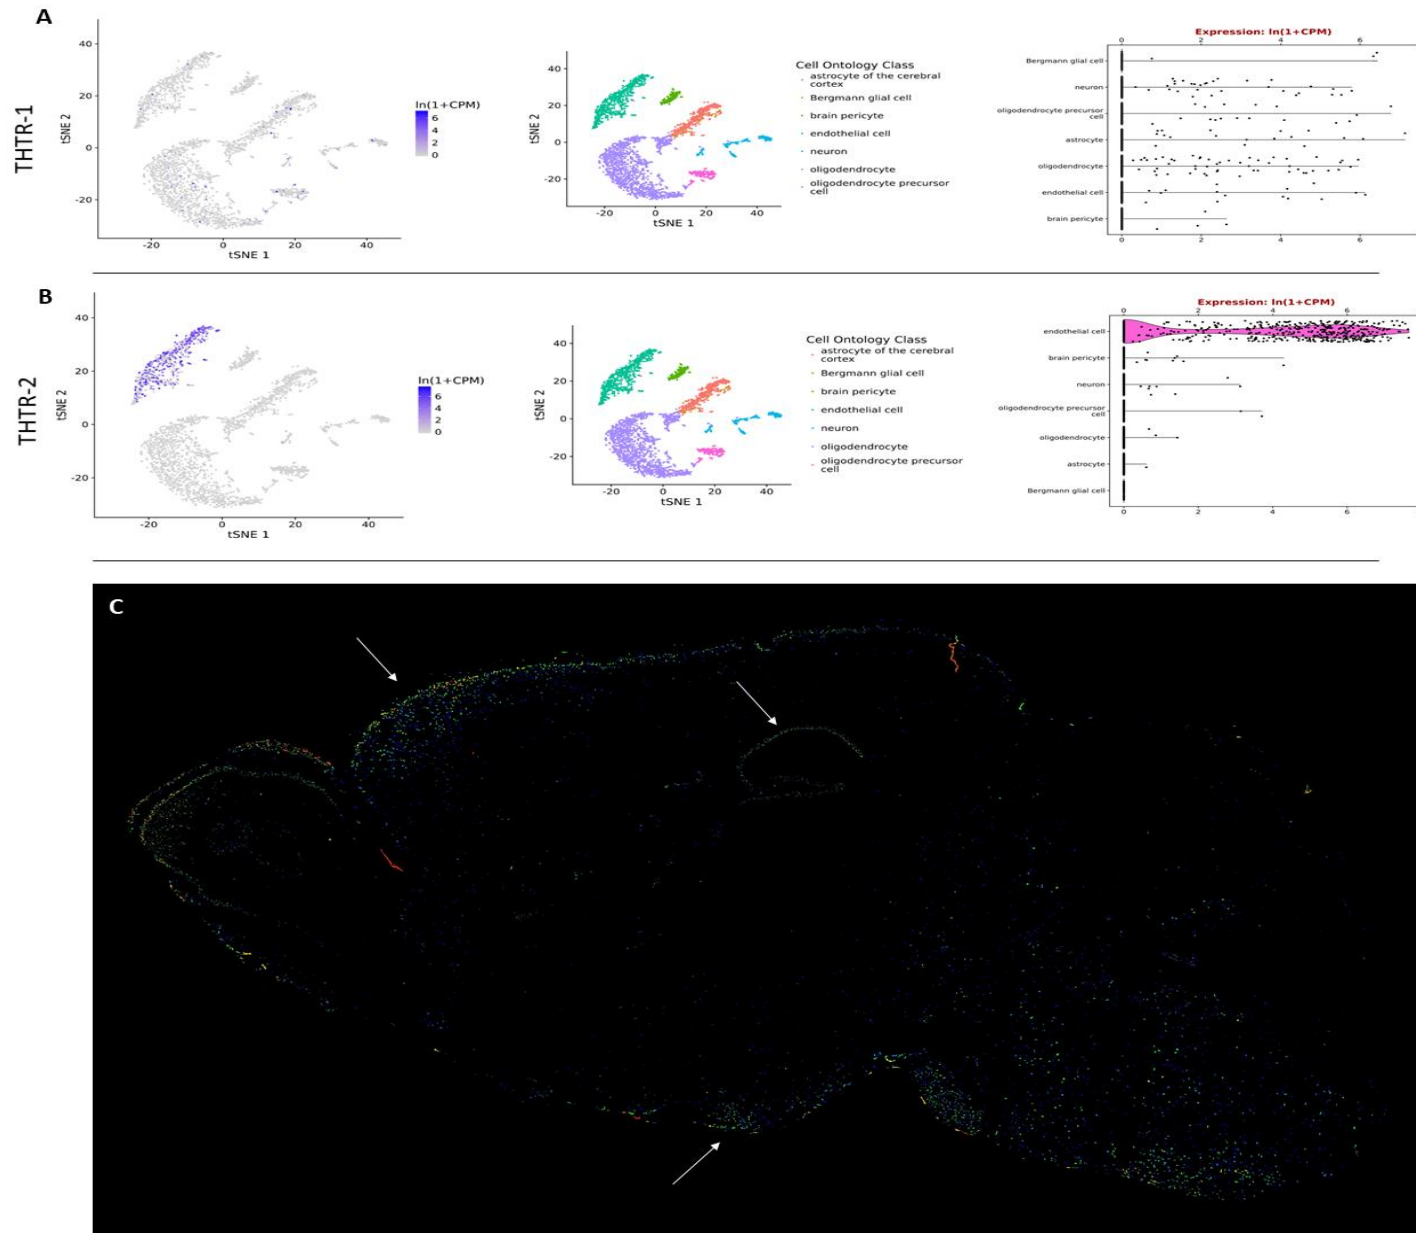 A
THTR-1
tSNE 2
40
20
0
-20
-20
0
20
40
tSNE 1
ln(1+CPM)
6
4
2
0
tSNE 2
40
20
0
-20
-20
0
20
40
tSNE 1
Cell Ontology Class
astrocyte of the cerebral
cortex
Bergmann glial cell
brain pericyte
endothelial cell
neuron
oligodendrocyte
oligodendrocyte precursor
cell
Expression: ln(1+CPM)
0 2 4 6
Bergmann glial cell
neuron
oligodendrocyte precursor
cell
astrocyte
oligodendrocyte
endothelial cell
brain pericyte
0 2 4 6
B
THTR-2
tSNE 2
40
20
0
-20
-20
0
20
40
tSNE 1
ln(1+CPM)
6
4
2
0
tSNE 2
40
20
0
-20
-20
0
20
40
tSNE 1
Cell Ontology Class
astrocyte of the cerebral
cortex
Bergmann glial cell
brain pericyte
endothelial cell
neuron
oligodendrocyte
oligodendrocyte precursor
cell
Expression: ln(1+CPM)
0 2 4 6
endothelial cell
brain pericyte
neuron
oligodendrocyte precursor
cell
oligodendrocyte
astrocyte
Bergmann glial cell
0 2 4 6
C